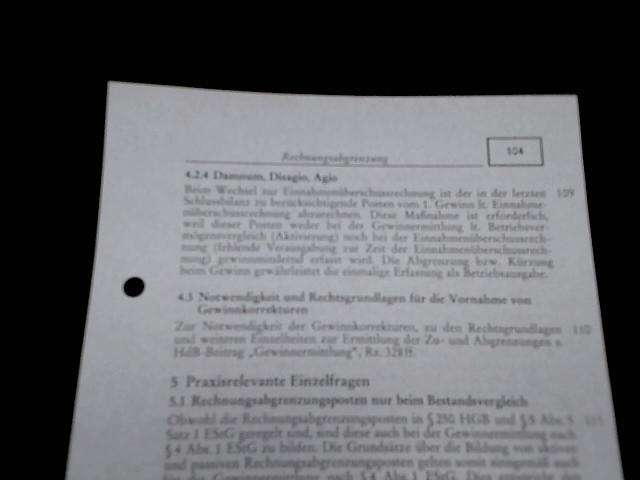 Rechnungsabgrenzung
104
4.2.4 Damnum, Disagio, Agio
Beim Wechsel zur Einnahmenüberschussrechnung ist der in der letzten 109
Schlussbilanz zu berücksichtigende Posten vom 1. Gewinn lt. Einnahme-
nüberschussrechnung abzurechnen. Diese Maßnahme ist erforderlich,
weil dieser Posten weder bei der Gewinnermittlung lt. Betriebsver-
mögensvergleich (Aktivierung) noch bei der Einnahmenüberschussrech-
nung (fehlende Verausgabung zur Zeit der Einnahmenüberschussrech-
nung) gewinnmindernd erfasst wird. Die Abgrenzung bzw. Kürzung
beim Gewinn gewährleistet die einmalige Erfassung als Betriebsausgabe.
4.3 Notwendigkeit und Rechtsgrundlagen für die Vornahme von
Gewinnkorrekturen
Zur Notwendigkeit der Gewinnkorrekturen, zu den Rechtsgrundlagen 110
und weiteren Einzelheiten zur Ermittlung der Zu- und Abgrenzungen s.
HdB-Beitrag „Gewinnermittlung", Rz. 328 ff.
5 Praxisrelevante Einzelfragen
5.1 Rechnungsabgrenzungsposten nur beim Bestandsvergleich
Obwohl die Rechnungsabgrenzungsposten in § 250 HGB und § 5 Abs. 5
Satz 1 EStG geregelt sind, sind diese auch bei der Gewinnermittlung nach
§ 4 Abs. 1 EStG zu bilden. Die Grundsätze über die Bildung von aktiven
und passiven Rechnungsabgrenzungsposten gelten somit sinngemäß auch